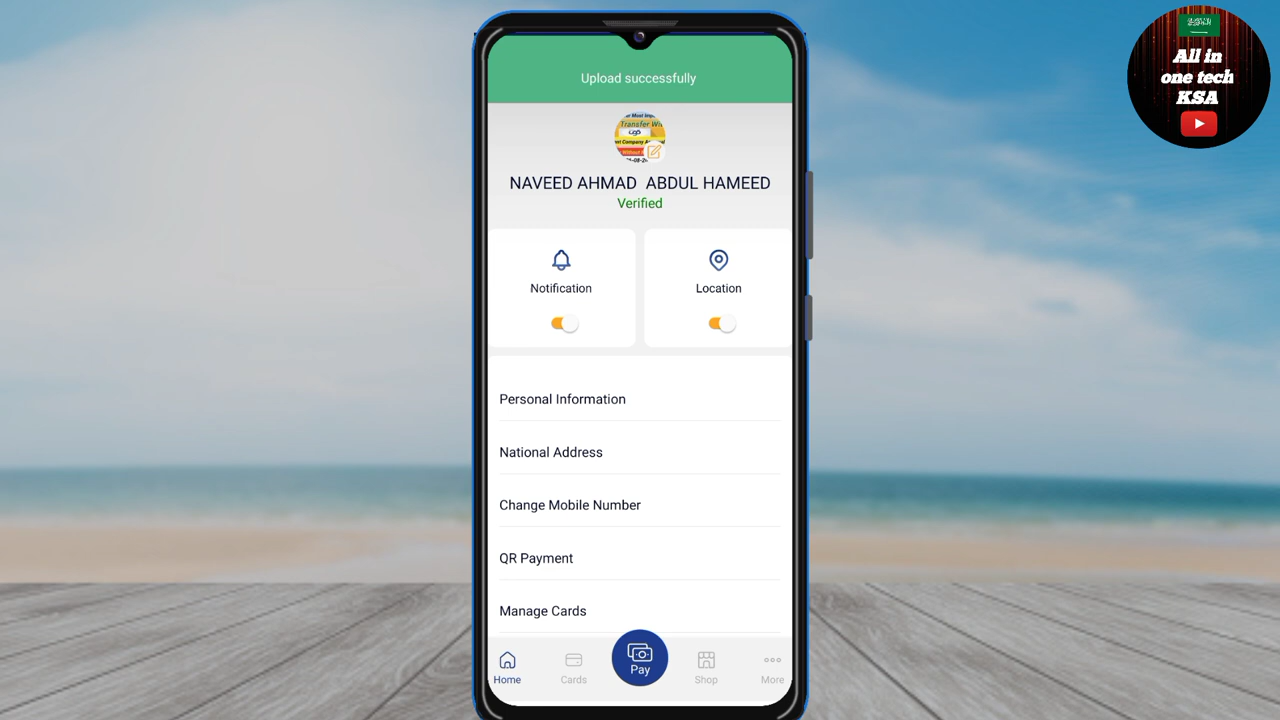 Upload successfully
Transfer
NAVEED AHMAD ABDUL HAMEED
Verified
Notification
Location
Personal Information
National Address
Change Mobile Number
QR Payment
Manage Cards
Pay
Home
Cards
Shop
More
All in
one tech
KSA